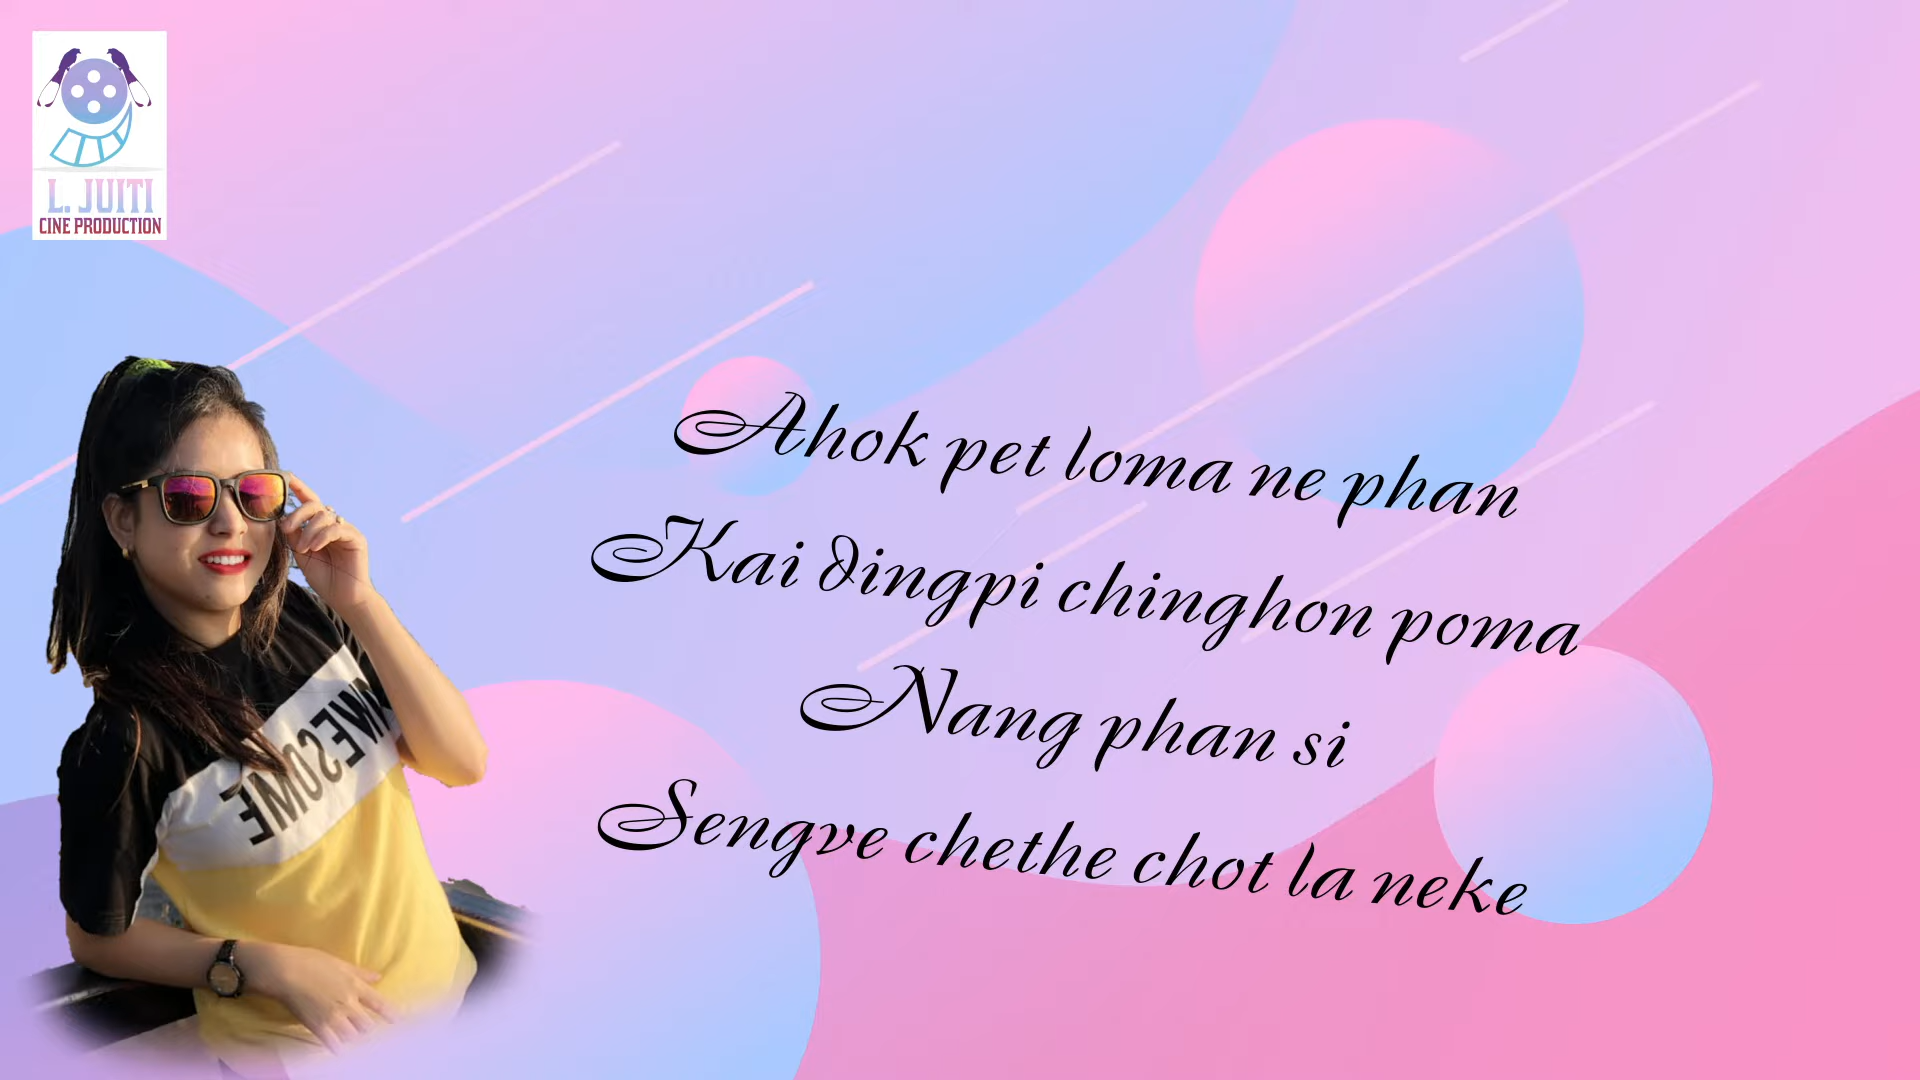 L. JUITI
CINE PRODUCTION
AWESOME
Ahok pet loma ne phan
Kai dingpi chinghon poma
Nang phan si
Sengve chethe chot la neke